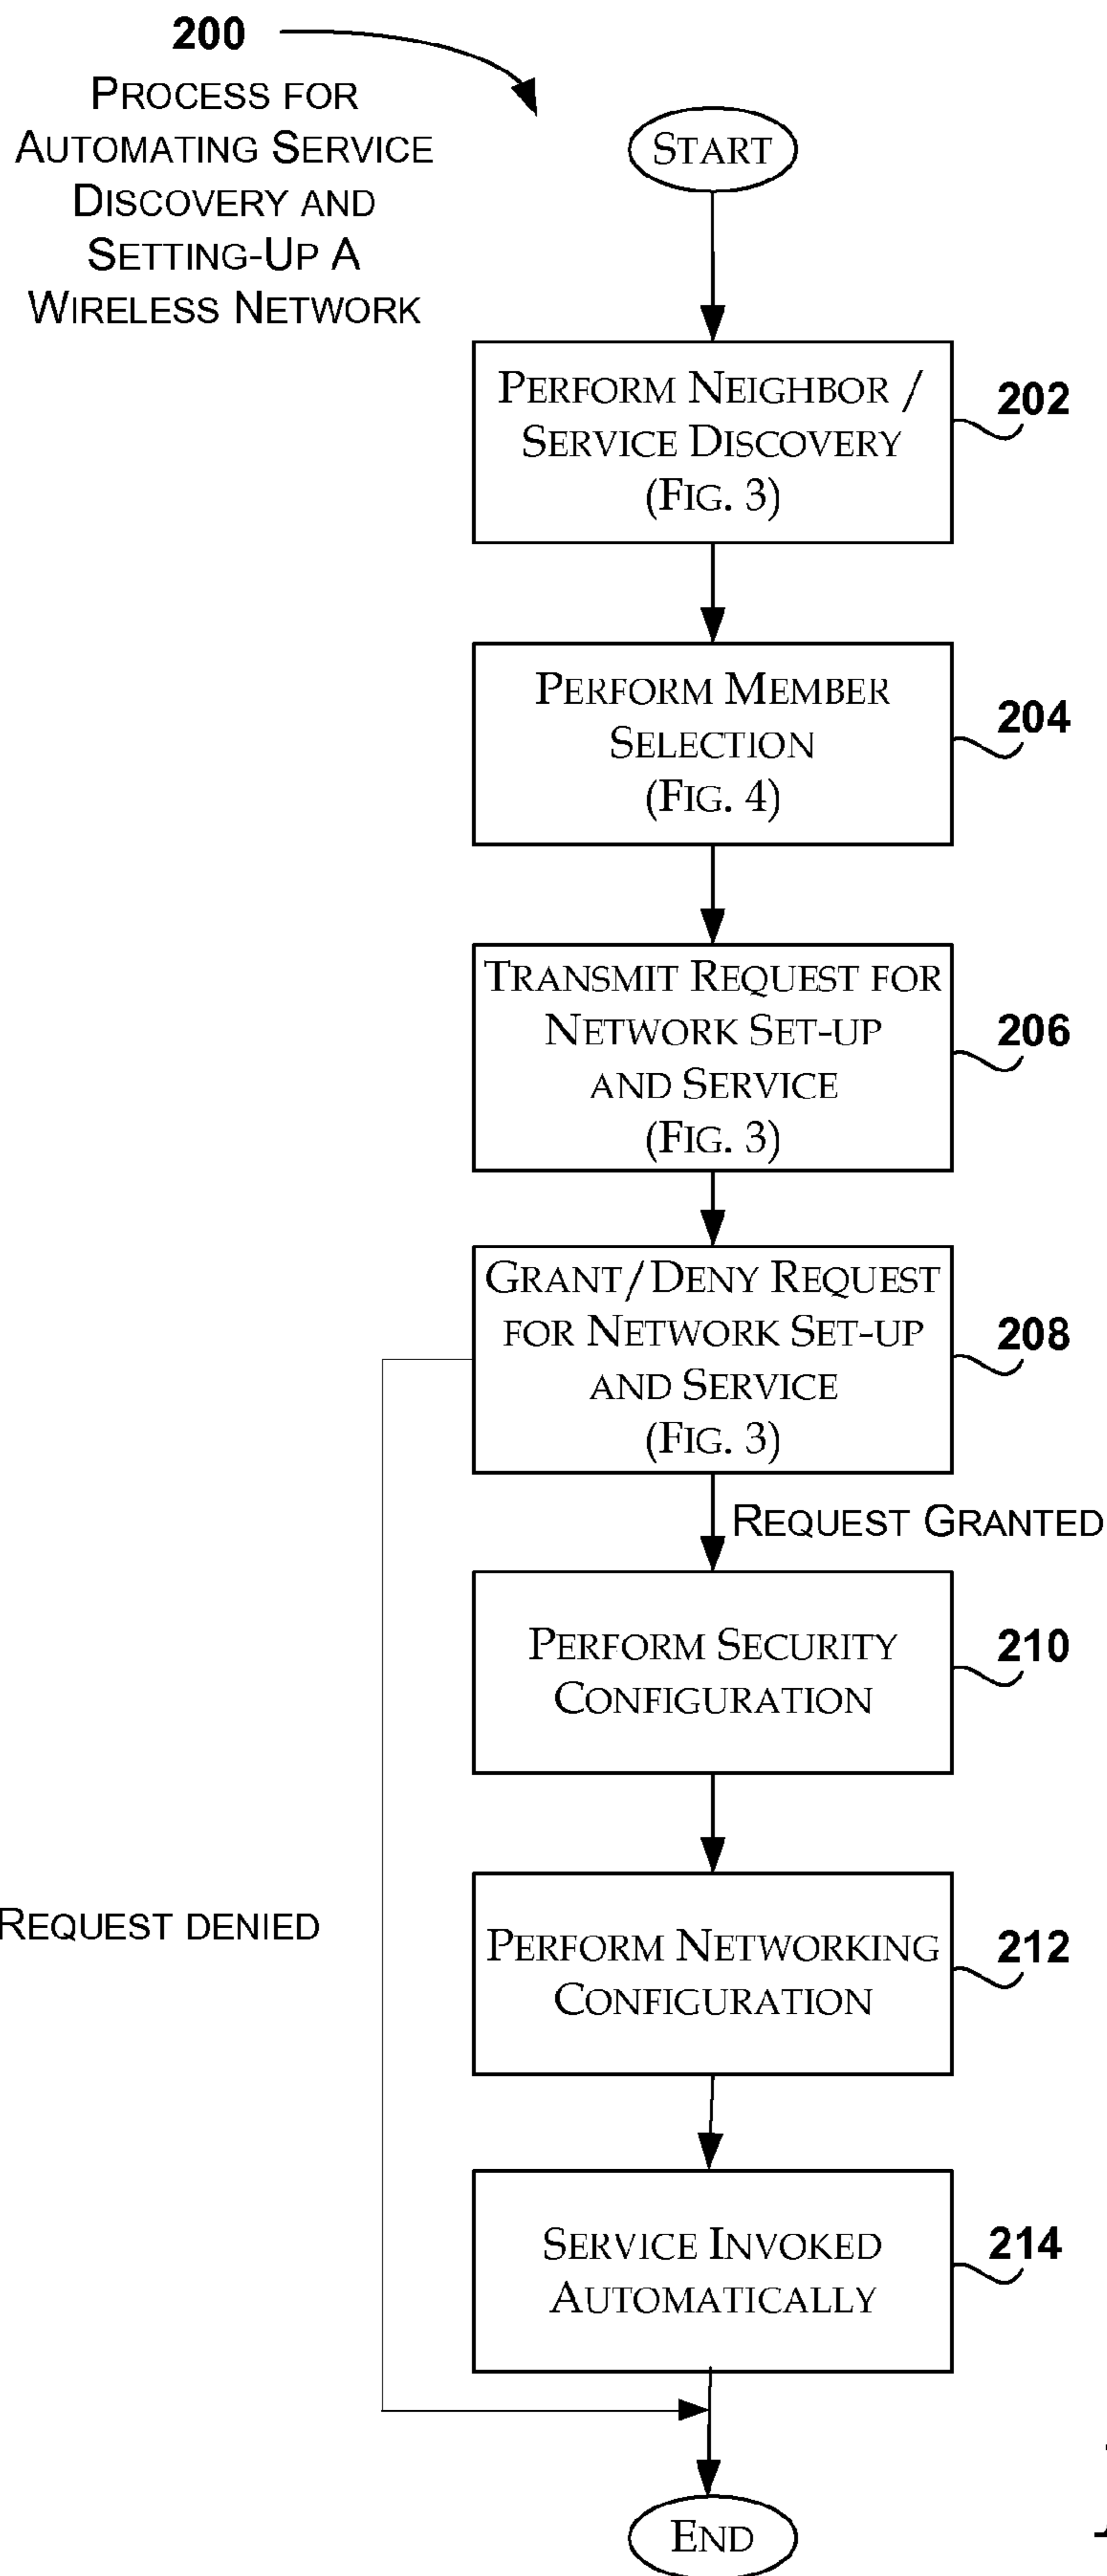 200
PROCESS FOR
AUTOMATING SERVICE
DISCOVERY AND
SETTING-UP A
WIRELESS NETWORK
START
PERFORM NEIGHBOR /
SERVICE DISCOVERY
(FIG. 3)
202
PERFORM MEMBER
SELECTION
(FIG. 4)
204
TRANSMIT REQUEST FOR
NETWORK SET-UP
AND SERVICE
(FIG. 3)
206
GRANT/DENY REQUEST
FOR NETWORK SET-UP
AND SERVICE
(FIG. 3)
208
REQUEST GRANTED
PERFORM SECURITY
CONFIGURATION
210
REQUEST DENIED
PERFORM NETWORKING
CONFIGURATION
212
SERVICE INVOKED
AUTOMATICALLY
214
END